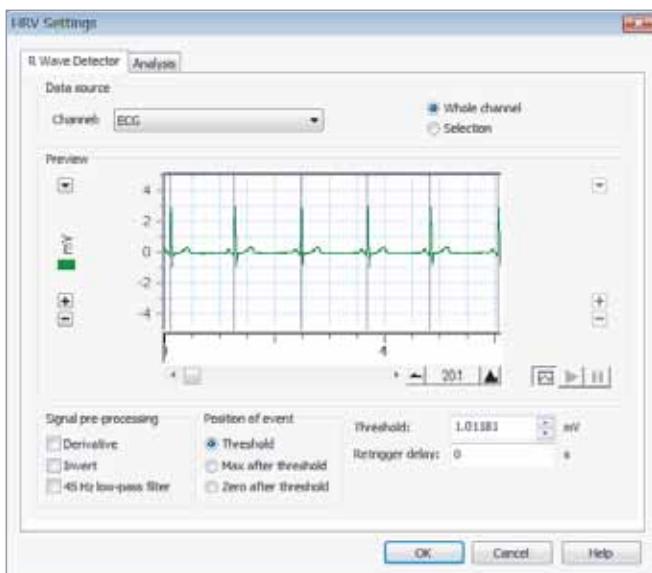 HRV Settings
R Wave Detector Analysis
Data source
Channel: ECG
Whole channel
Selection
Preview
4
2
0
-2
-4
mV
4
20:1
Signal pre-processing
Derivative
Invert
45 Hz low-pass filter
Position of event
Threshold
Max after threshold
Zero after threshold
Threshold: 1.01181 mV
Retrigger delay: 0 s
OK Cancel Help